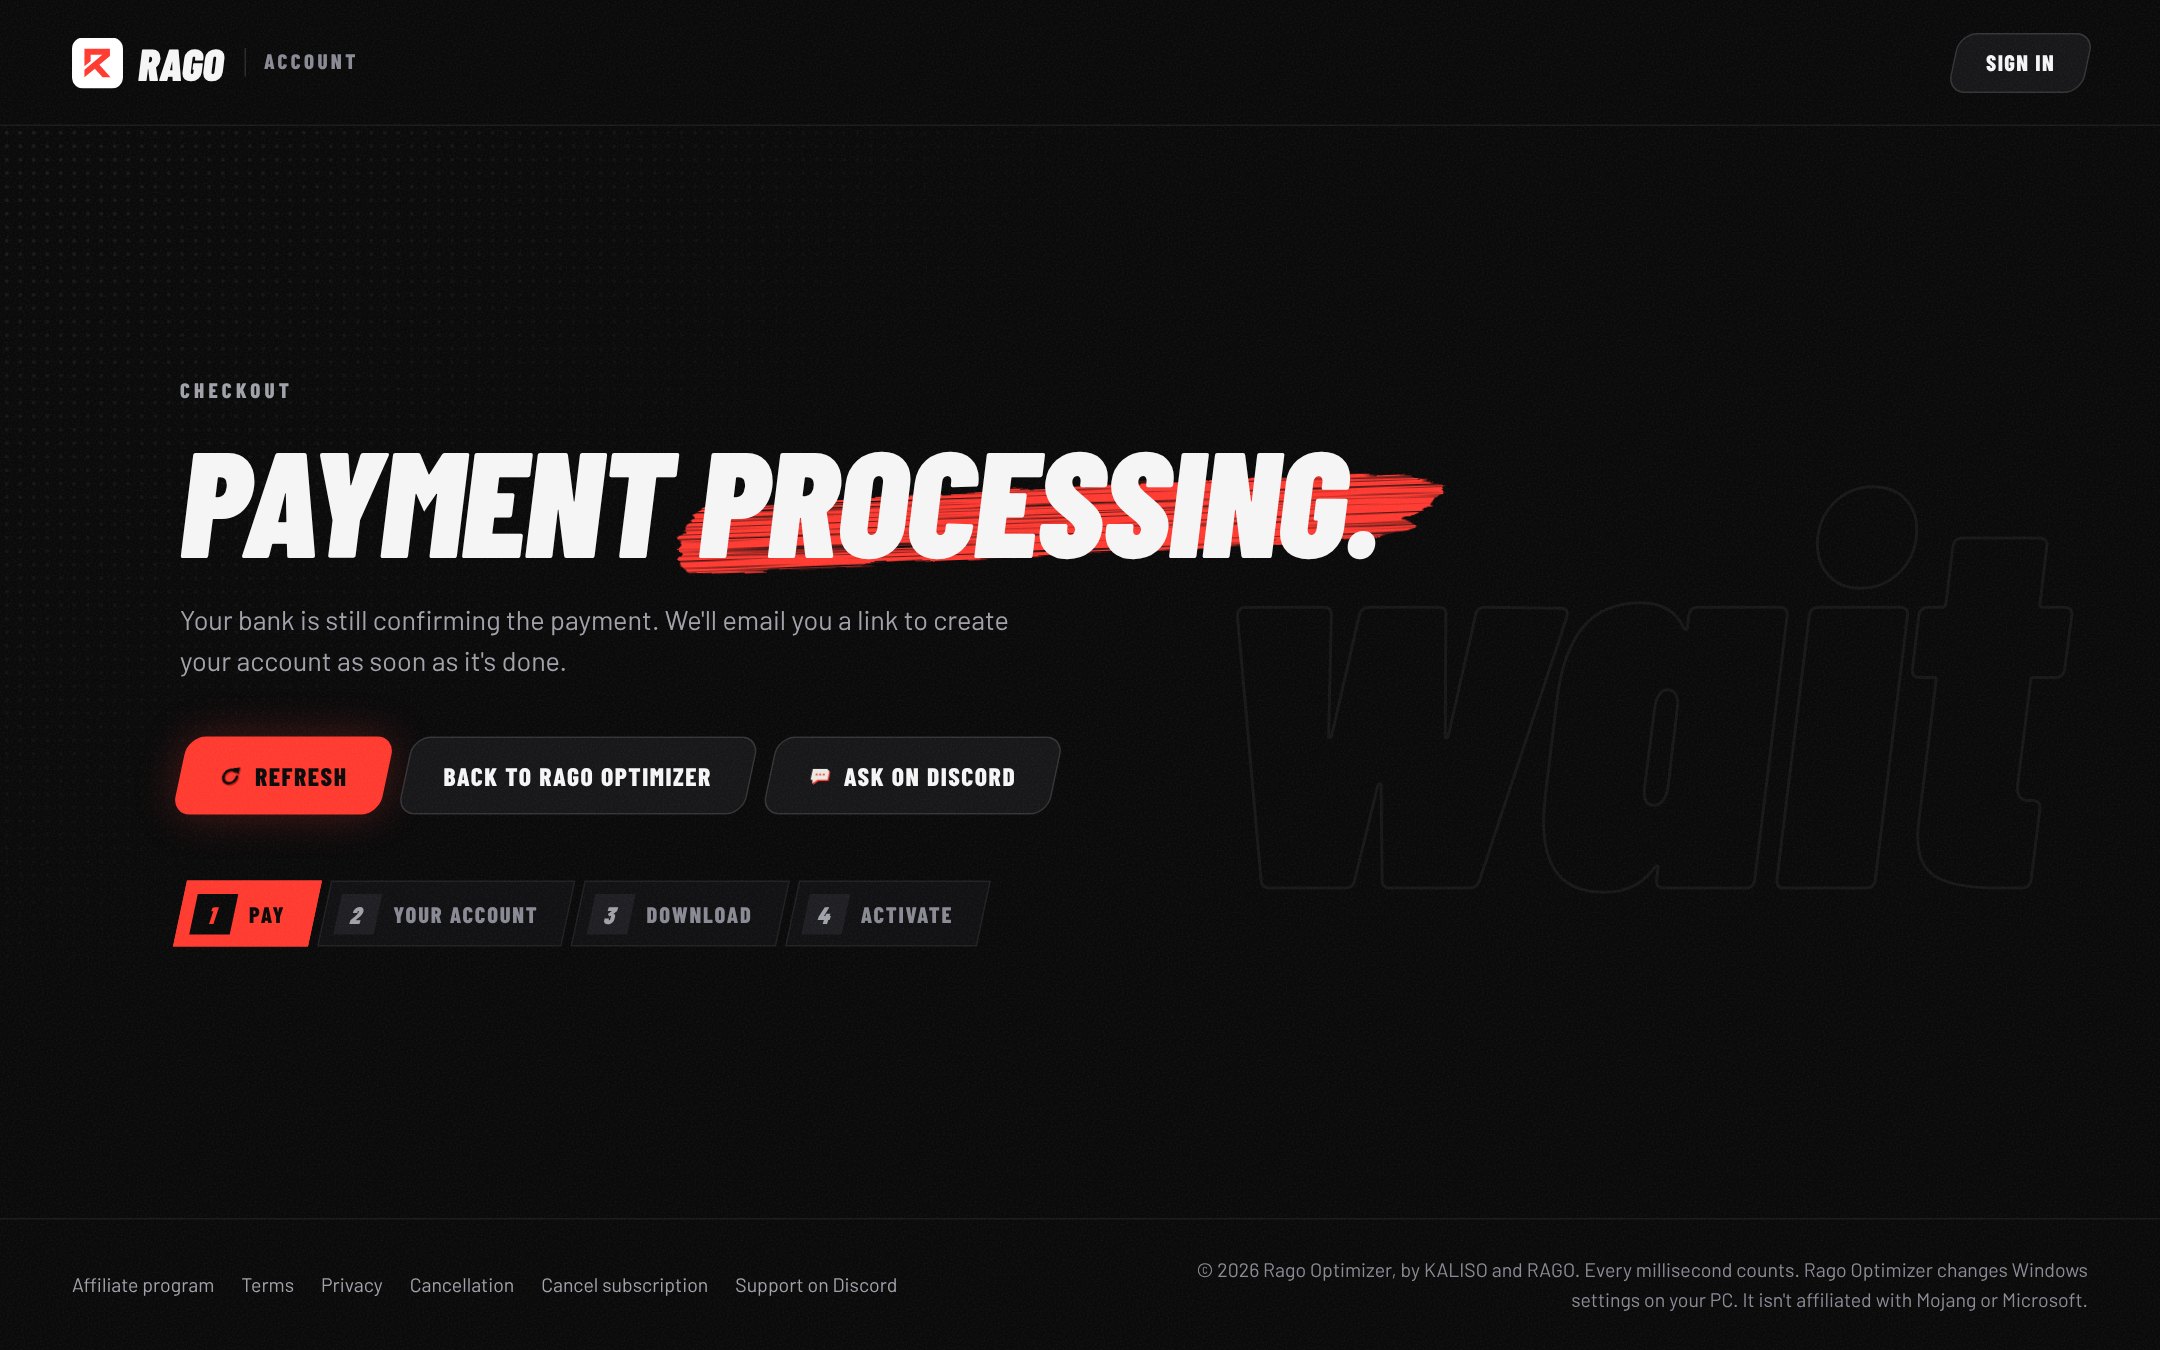 RAGO ACCOUNT
SIGN IN
CHECKOUT
PAYMENT PROCESSING.
Your bank is still confirming the payment. We'll email you a link to create
your account as soon as it's done.
wait
REFRESH
BACK TO RAGO OPTIMIZER
ASK ON DISCORD
1 PAY
2 YOUR ACCOUNT
3 DOWNLOAD
4 ACTIVATE
Affiliate program
Terms
Privacy
Cancellation
Cancel subscription
Support on Discord
© 2026 Rago Optimizer, by KALISO and RAGO. Every millisecond counts. Rago Optimizer changes Windows
settings on your PC. It isn't affiliated with Mojang or Microsoft.